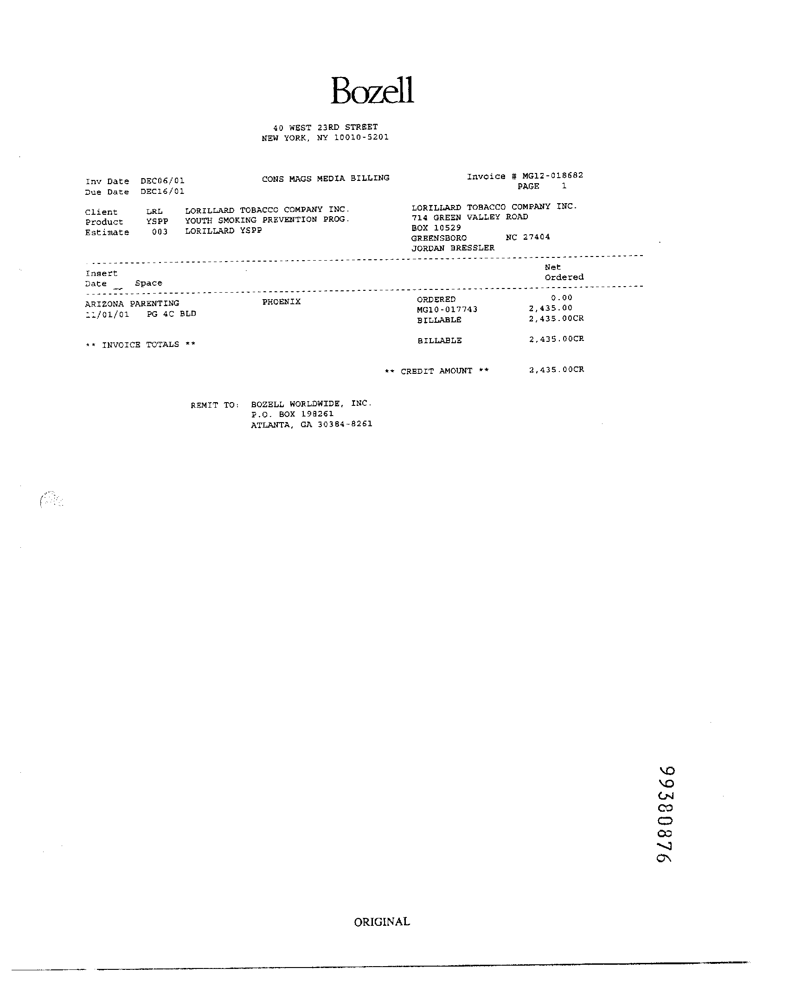 Bozell
40 WEST 23RD STREET
NEW YORK, NY 10010-5201
Inv Date DEC06/01 CONS MAGS MEDIA BILLING Invoice # MG12-018682
Due Date DEC16/01 PAGE 1
Client LRL LORILLARD TOBACCO COMPANY INC. LORILLARD TOBACCO COMPANY INC.
Product YSPP YOUTH SMOKING PREVENTION PROG. 714 GREEN VALLEY ROAD
Estimate 003 LORILLARD YSPP BOX 10529
GREENSBORO NC 27404
JORDAN BRESSLER
Insert Net
Date Space Ordered
ARIZONA PARENTING PHOENIX ORDERED 0.00
11/01/01 PG 4C BLD MG10-017743 2,435.00
BILLABLE 2,435.00CR
** INVOICE TOTALS ** BILLABLE 2,435.00CR
** CREDIT AMOUNT ** 2,435.00CR
REMIT TO: BOZELL WORLDWIDE, INC.
P.O. BOX 198261
ATLANTA, GA 30384-8261
99380876
ORIGINAL